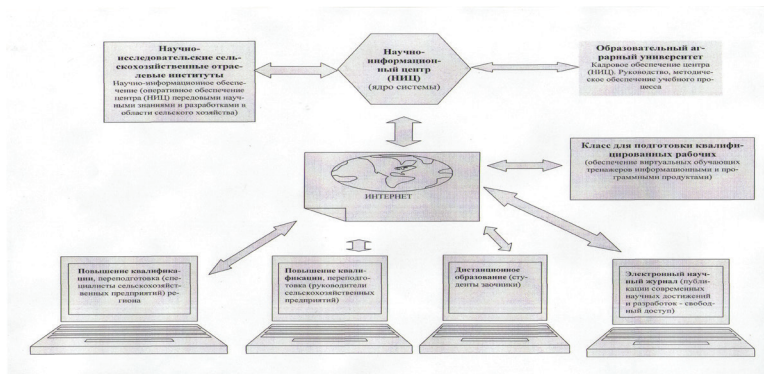 Научно-
исследовательские сель-
скохозяйственные отрас-
левые институты
Научно-информационное обеспе-
чение (оперативное обеспечение
центра (НИЦ) передовыми науч-
ными знаниями и разработками в
области сельского хозяйства)
Научно-
информацион-
ный центр
(НИЦ)
(ядро системы)
Образовательный аг-
рарный университет
Кадровое обеспечение центра
(НИЦ). Руководство, методиче-
ское обеспечение учебного про-
цесса
Класс для подготовки квалифи-
цированных рабочих
(обеспечение виртуальных обучающих
тренажеров информационными и про-
граммными продуктами)
ИНТЕРНЕТ
Повышение квалифика-
ции, переподготовка (спе-
циалисты сельскохозяйст-
венных предприятий) ре-
гиона
Повышение квали-
фикации, переподго-
товка (руководители
сельскохозяйственных
предприятий)
Дистанционное
образование (сту-
денты заочники)
Электронный науч-
ный журнал (публи-
кации современных
научных достижений
и разработок - свобод-
ный доступ)